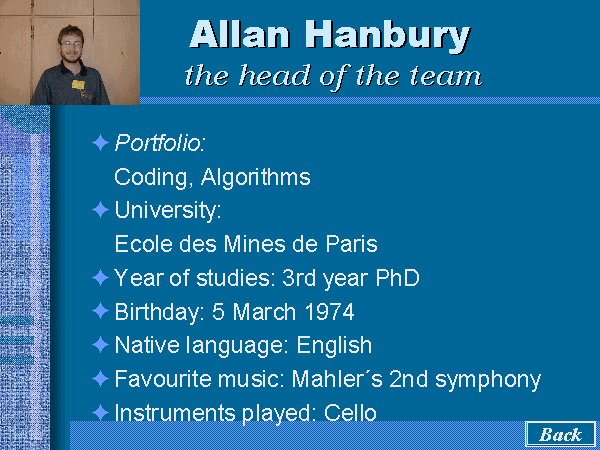 Allan Hanbury
the head of the team
Portfolio:
Coding, Algorithms
University:
Ecole des Mines de Paris
Year of studies: 3rd year PhD
Birthday: 5 March 1974
Native language: English
Favourite music: Mahler´s 2nd symphony
Instruments played: Cello
Back